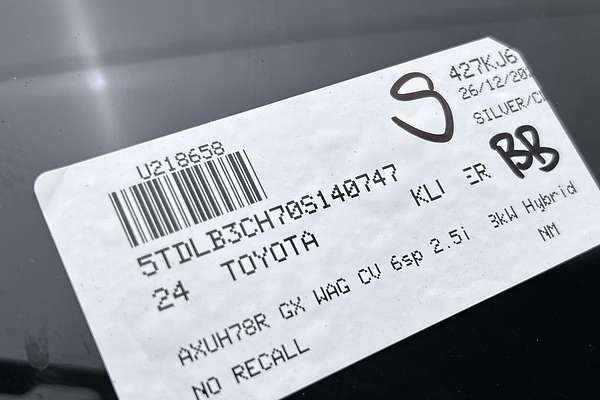 S
427KJ6
26/12/20
SILVER/C
BB
U218658
5TDLB3CH70S140747
24 TOYOTA KL ER
AXUH78R GX WAG CV 6sp 2.5i 3kW Hybrid
NO RECALL NM